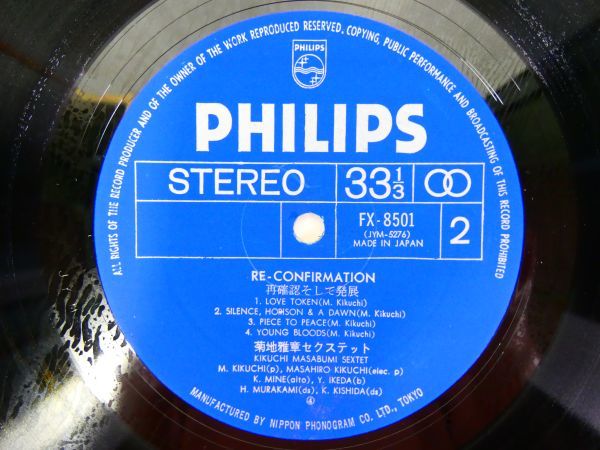 ALL RIGHTS OF THE RECORD PRODUCER AND OF THE OWNER OF THE WORK REPRODUCED RESERVED. COPYING, PUBLIC PERFORMANCE AND BROADCASTING OF THIS RECORD PROHIBITED
PHILIPS
PHILIPS
STEREO
33 1/3
FX-8501
(JYM-5276)
MADE IN JAPAN
2
RE-CONFIRMATION
再確認そして発展
1. LOVE TOKEN(M. Kikuchi)
2. SILENCE, HORISON & A DAWN(M. Kikuchi)
3. PIECE TO PEACE(M. Kikuchi)
4. YOUNG BLOODS(M. Kikuchi)
菊地雅章セクステット
KIKUCHI MASABUMI SEXTET
M. KIKUCHI(p), MASAHIRO KIKUCHI(elec. p)
K. MINE(alto), Y. IKEDA(b)
H. MURAKAMI(ds), K. KISHIDA(ds)
④
MANUFACTURED BY NIPPON PHONOGRAM CO. LTD., TOKYO